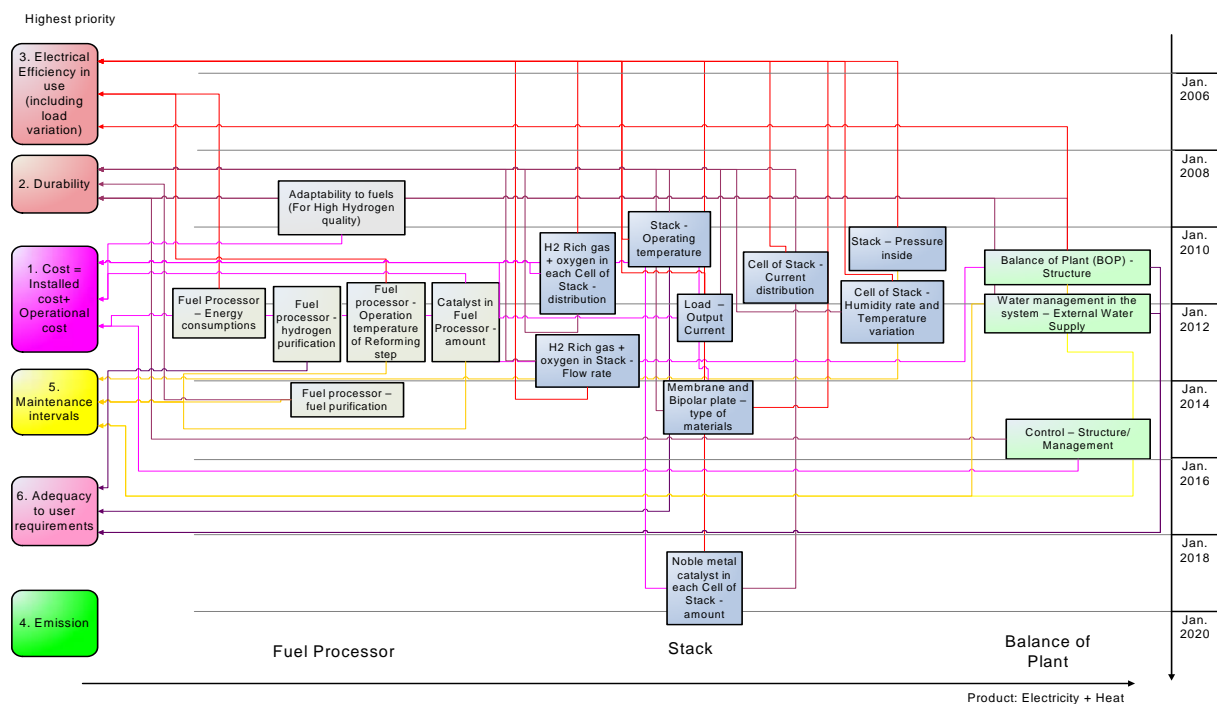 Highest priority
3. Electrical
Efficiency in
use
(including
load
variation)
2. Durability
1. Cost =
Installed
cost+
Operational
cost
5.
Maintenance
intervals
6. Adequacy
to user
requirements
4. Emission
Adaptability to fuels
(For High Hydrogen
quality)
Fuel Processor
– Energy
consumptions
Fuel
processor -
hydrogen
purification
Fuel
processor -
Operation
temperature
of Reforming
step
Catalyst in
Fuel
Processor -
amount
Fuel processor –
fuel purification
H2 Rich gas
+ oxygen in
each Cell of
Stack -
distribution
Stack -
Operating
temperature
Load –
Output
Current
H2 Rich gas +
oxygen in Stack -
Flow rate
Membrane and
Bipolar plate –
type of
materials
Noble metal
catalyst in
each Cell of
Stack -
amount
Cell of Stack -
Current
distribution
Stack – Pressure
inside
Cell of Stack -
Humidity rate and
Temperature
variation
Balance of Plant (BOP) -
Structure
Water management in the
system – External Water
Supply
Control – Structure/
Management
Jan.
2006
Jan.
2008
Jan.
2010
Jan.
2012
Jan.
2014
Jan.
2016
Jan.
2018
Jan.
2020
Fuel Processor
Stack
Balance of
Plant
Product: Electricity + Heat